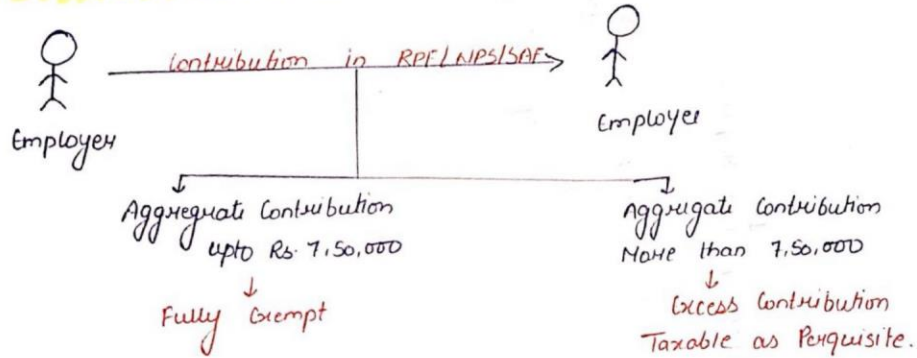 Contribution in RPF/NPS/SAF
Employer
Employee
Aggregate Contribution
upto Rs. 7,50,000
Fully Exempt
Aggregate Contribution
More than 7,50,000
Excess Contribution
Taxable as Perquisite.